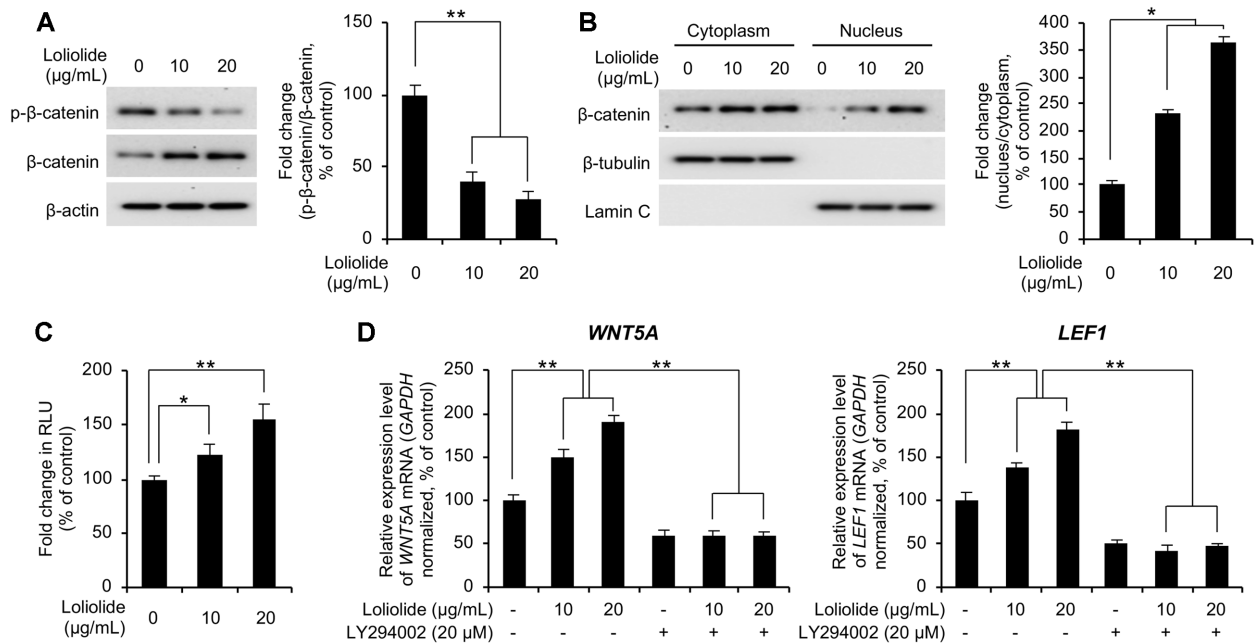 A
Loliolide
(µg/mL)
0 10 20
p-β-catenin
β-catenin
β-actin
Fold change
(p-β-catenin/β-catenin,
% of control)
150
100
50
0
**
Loliolide
(µg/mL)
0 10 20
B
Cytoplasm Nucleus
Loliolide
(µg/mL)
0 10 20 0 10 20
β-catenin
β-tubulin
Lamin C
Fold change
(nuclues/cytoplasm,
% of control)
400
350
300
250
200
150
100
50
0
*
Loliolide
(µg/mL)
0 10 20
C
Fold change in RLU
(% of control)
200
150
100
50
0
**
*
Loliolide
(µg/mL)
0 10 20
D
WNT5A
Relative expression level
of WNT5A mRNA (GAPDH
normalized, % of control)
250
200
150
100
50
0
** **
Loliolide (µg/mL) - 10 20 - 10 20
LY294002 (20 µM) - - - + + +
LEF1
Relative expression level
of LEF1 mRNA (GAPDH
normalized, % of control)
250
200
150
100
50
0
** **
Loliolide (µg/mL) - 10 20 - 10 20
LY294002 (20 µM) - - - + + +